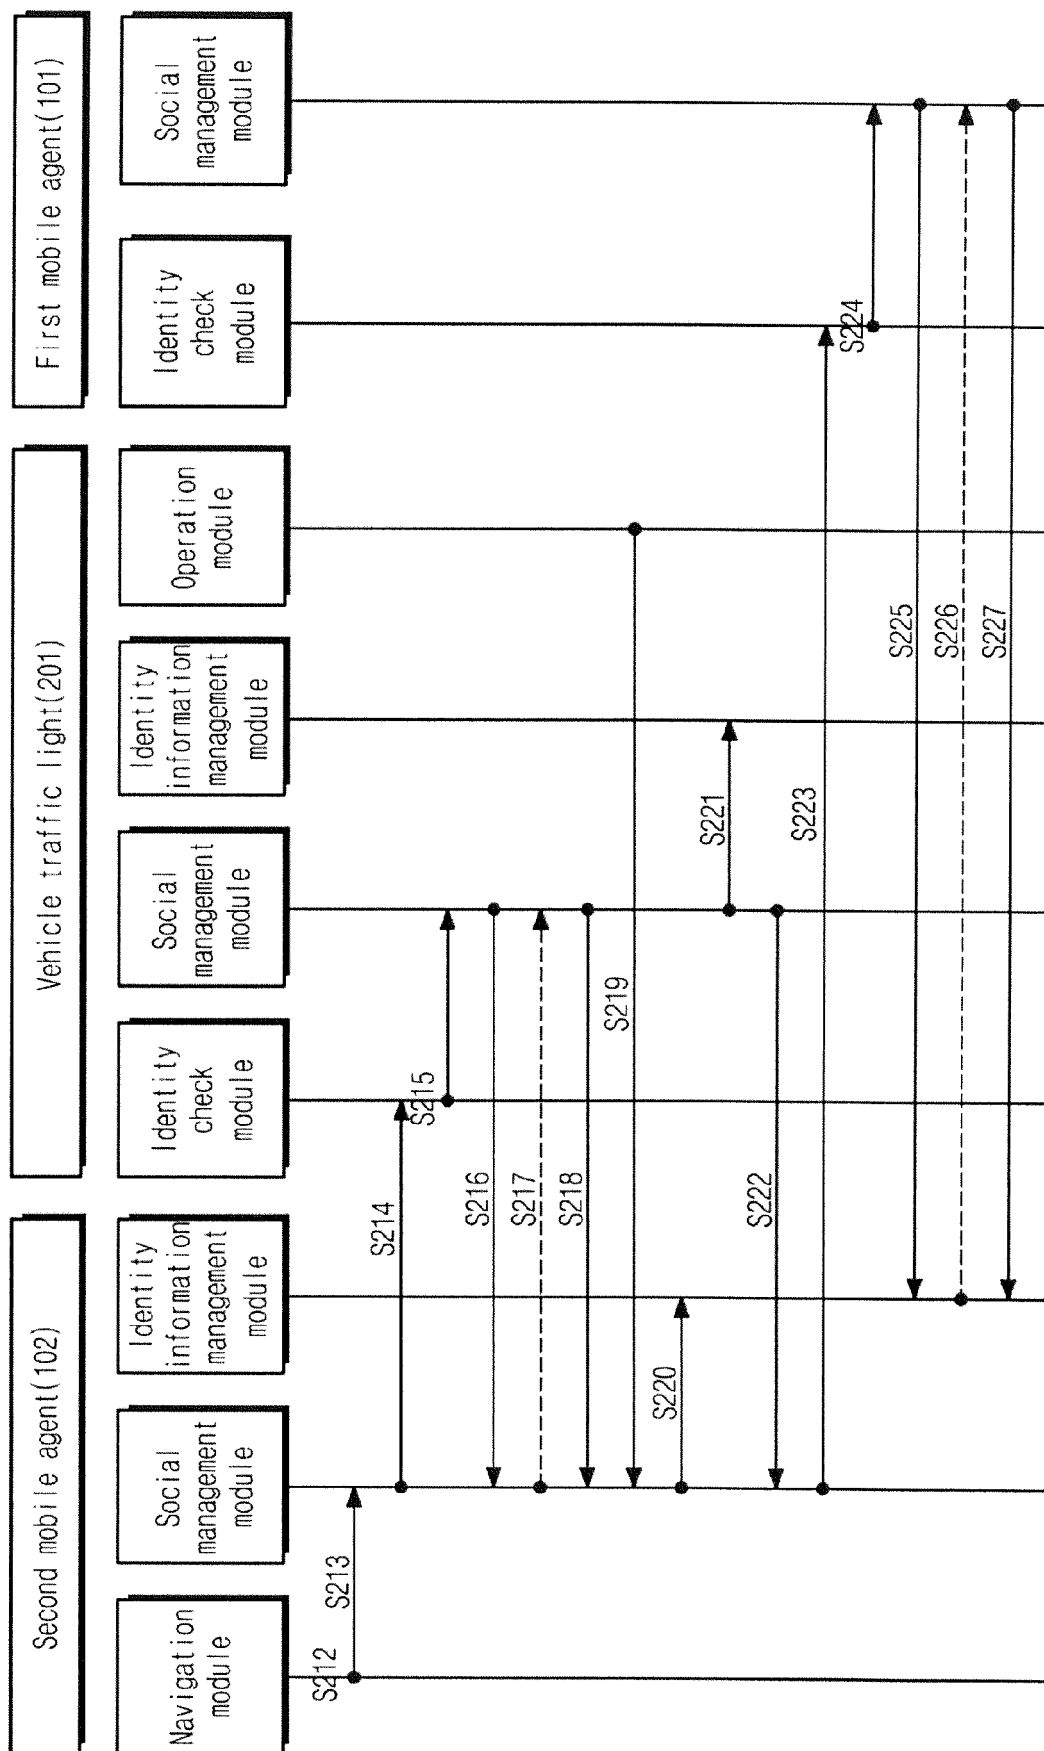 Second mobile agent(102)
Vehicle traffic light(201)
First mobile agent(101)
Navigation
module
Social
management
module
Identity
information
management
module
Identity
check
module
Social
management
module
Identity
information
management
module
Operation
module
Identity
check
module
Social
management
module
S212
S213
S214
S215
S216
S217
S218
S219
S220
S221
S222
S223
S224
S225
S226
S227